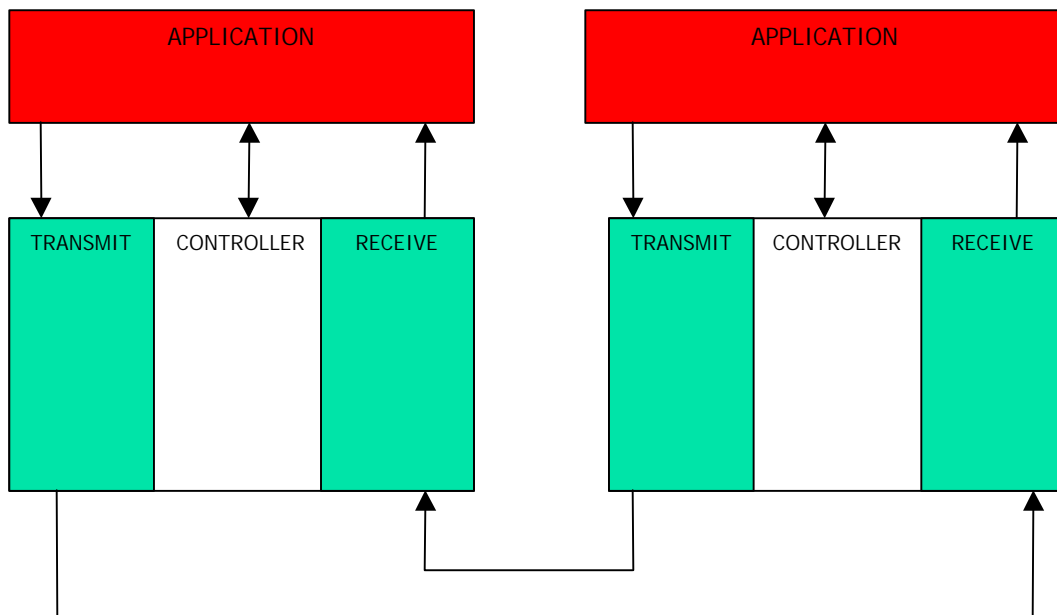 APPLICATION
APPLICATION
TRANSMIT CONTROLLER RECEIVE
TRANSMIT CONTROLLER RECEIVE